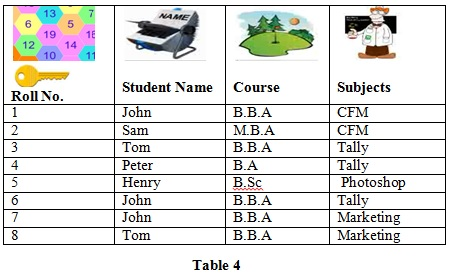 13 7
6 5
19 15
12 14
10 11
NAME
Roll No. Student Name Course Subjects
1 John B.B.A CFM
2 Sam M.B.A CFM
3 Tom B.B.A Tally
4 Peter B.A Tally
5 Henry B.Sc Photoshop
6 John B.B.A Tally
7 John B.B.A Marketing
8 Tom B.B.A Marketing
Table 4